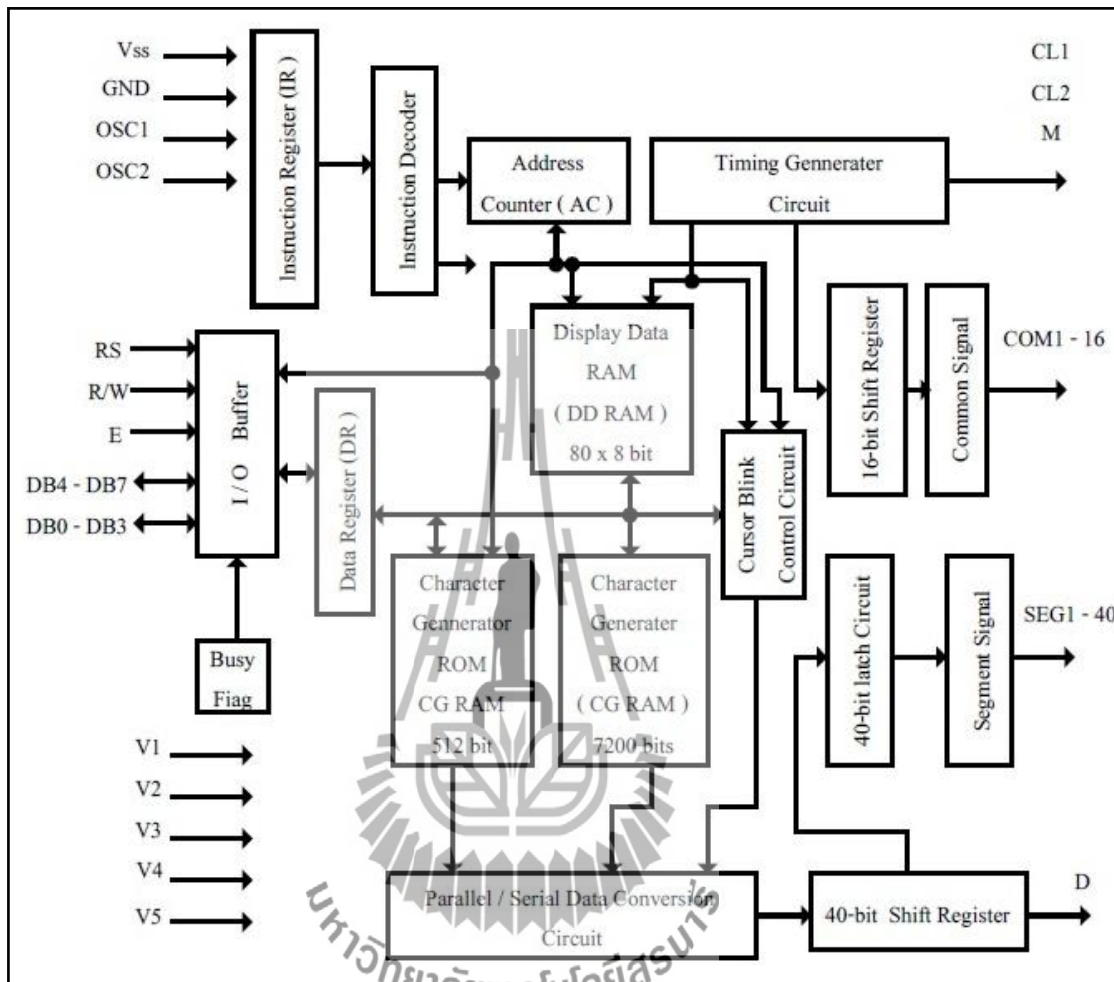 Vss
GND
OSC1
OSC2
Instruction Register (IR)
Instruction Decoder
Address
Counter ( AC )
Timing Gennerater
Circuit
CL1
CL2
M
RS
R/W
E
DB4 - DB7
DB0 - DB3
I / O Buffer
Data Register (DR)
Display Data
RAM
( DD RAM )
80 x 8 bit
Cursor Blink
Control Circuit
16-bit Shift Register
Common Signal
COM1 - 16
Busy
Fiag
Character
Gennerator
ROM
CG RAM
512 bit
Character
Generater
ROM
( CG RAM )
7200 bits
40-bit latch Circuit
Segment Signal
SEG1 - 40
V1
V2
V3
V4
V5
Parallel / Serial Data Conversion
Circuit
40-bit Shift Register
D